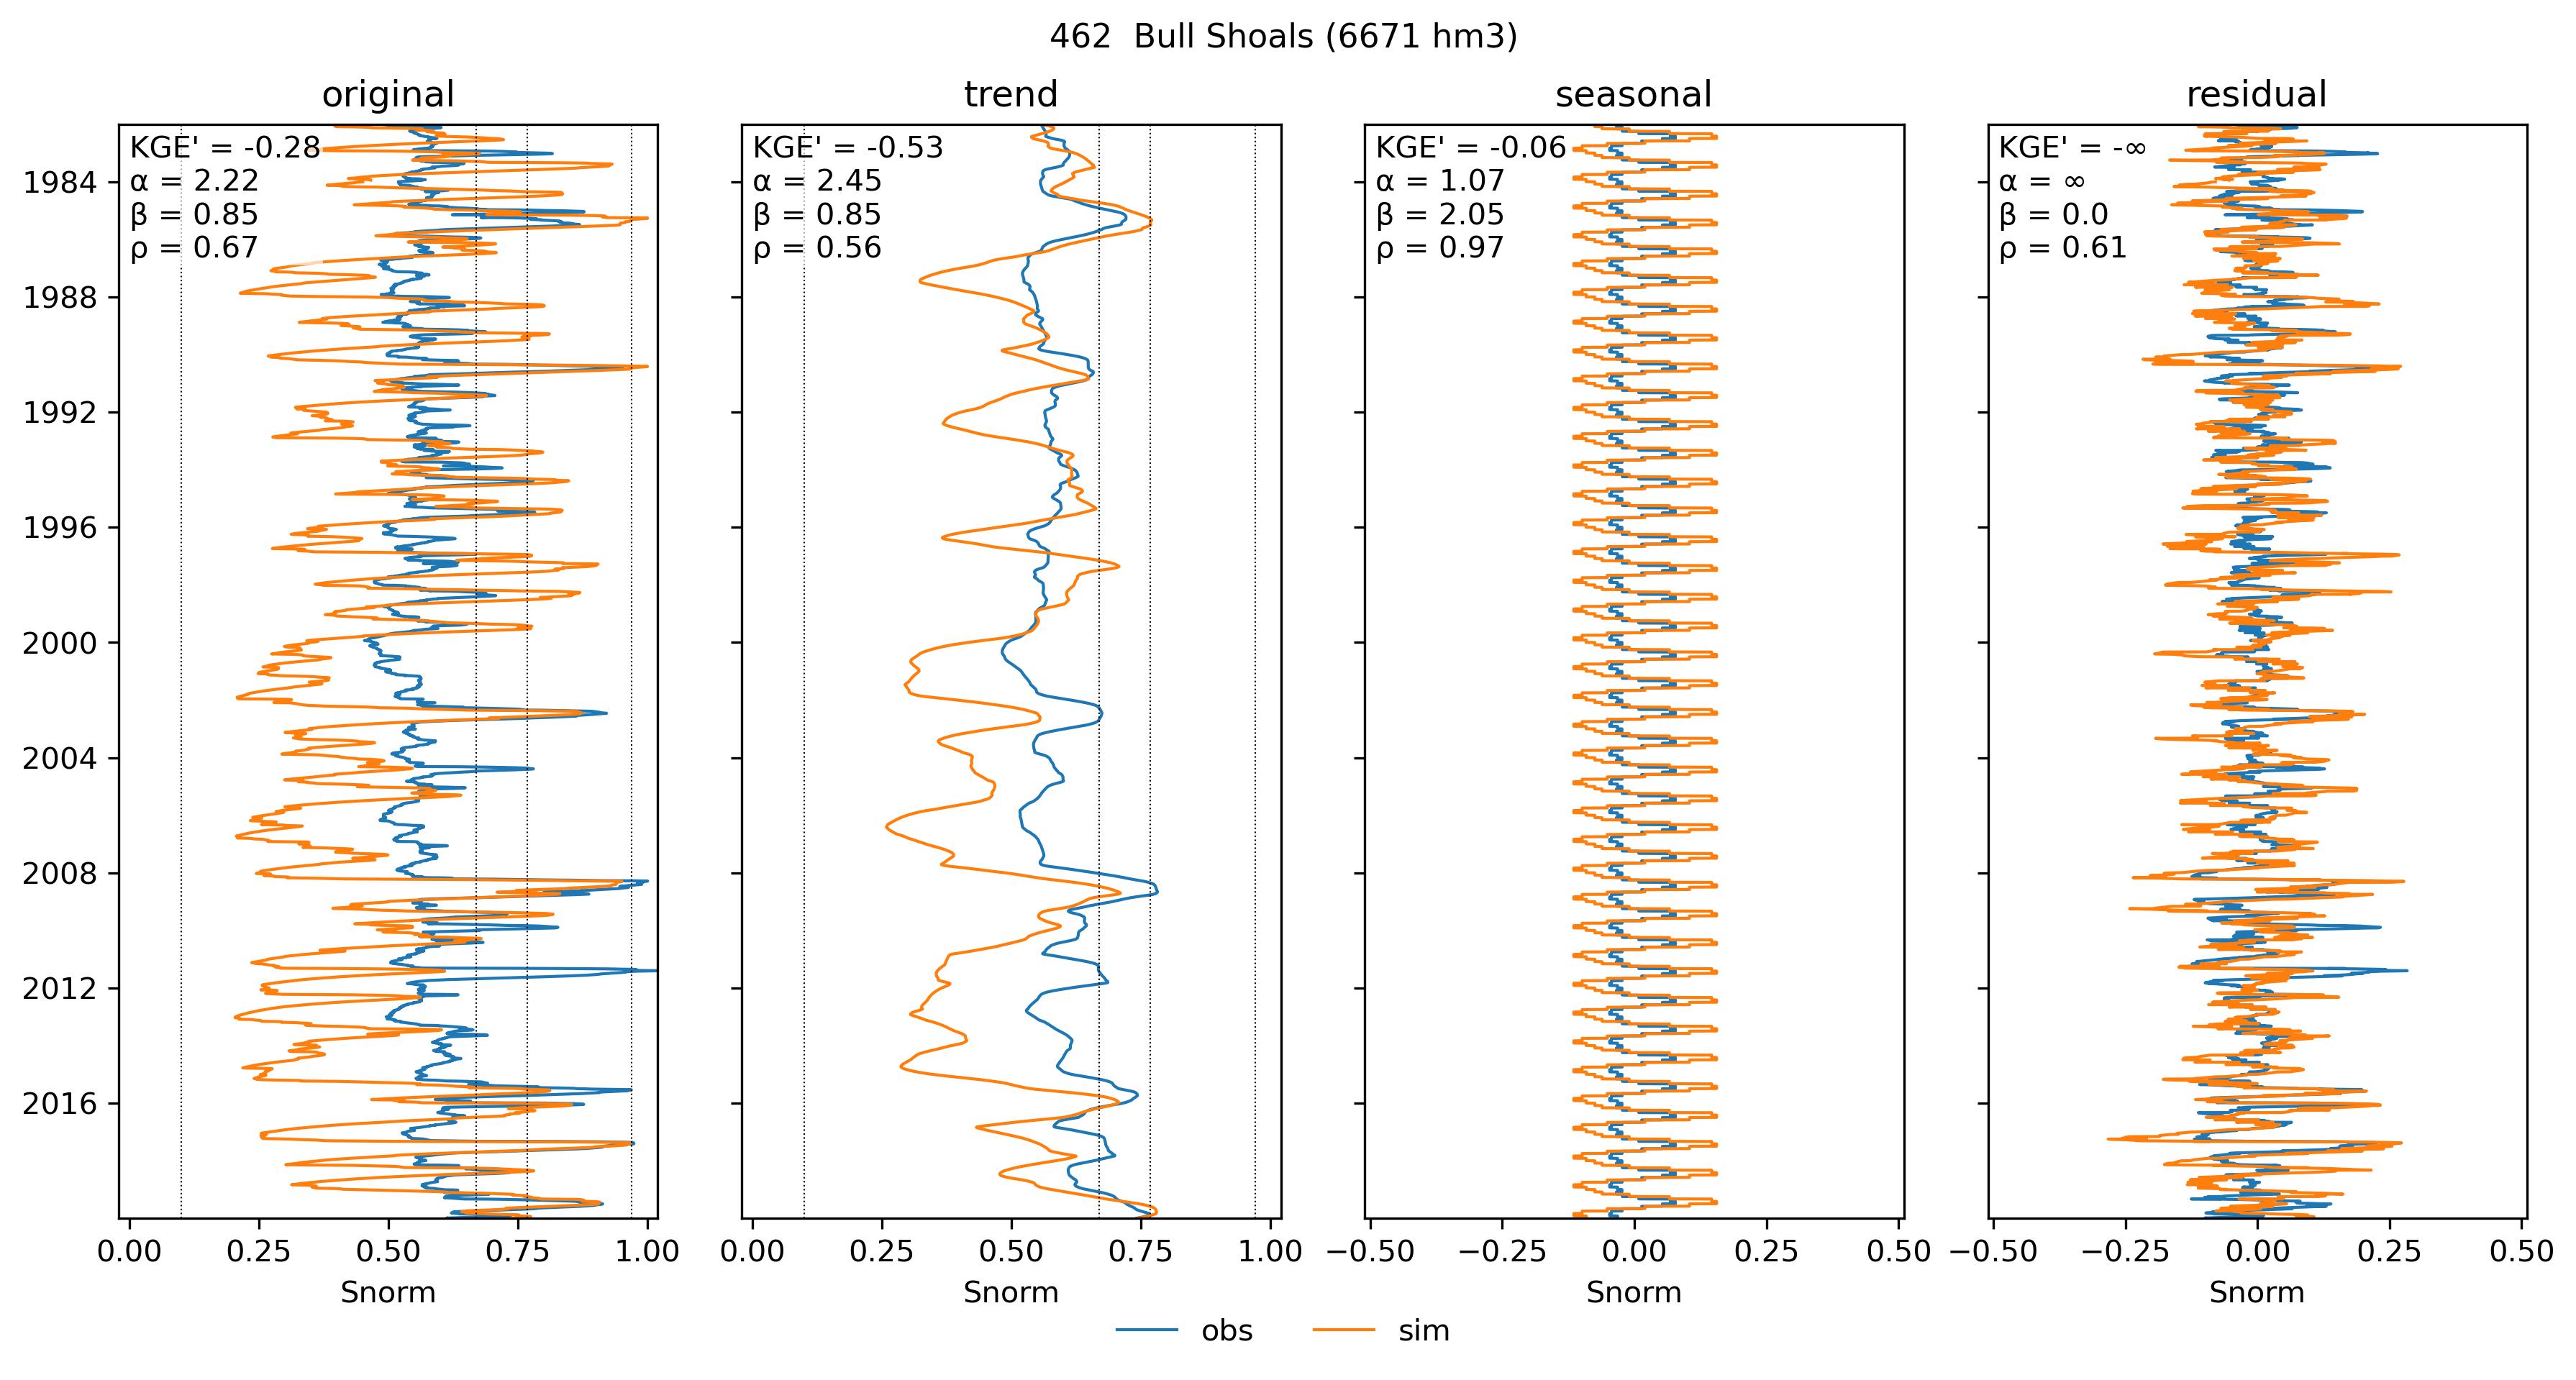 462  Bull Shoals (6671 hm3)
original
trend
seasonal
residual
KGE' = -0.28
α = 2.22
β = 0.85
ρ = 0.67
KGE' = -0.53
α = 2.45
β = 0.85
ρ = 0.56
KGE' = -0.06
α = 1.07
β = 2.05
ρ = 0.97
KGE' = -∞
α = ∞
β = 0.0
ρ = 0.61
1984
1988
1992
1996
2000
2004
2008
2012
2016
0.00 0.25 0.50 0.75 1.00
0.00 0.25 0.50 0.75 1.00
−0.50 −0.25 0.00 0.25 0.50
−0.50 −0.25 0.00 0.25 0.50
Snorm
Snorm
Snorm
Snorm
obs
sim